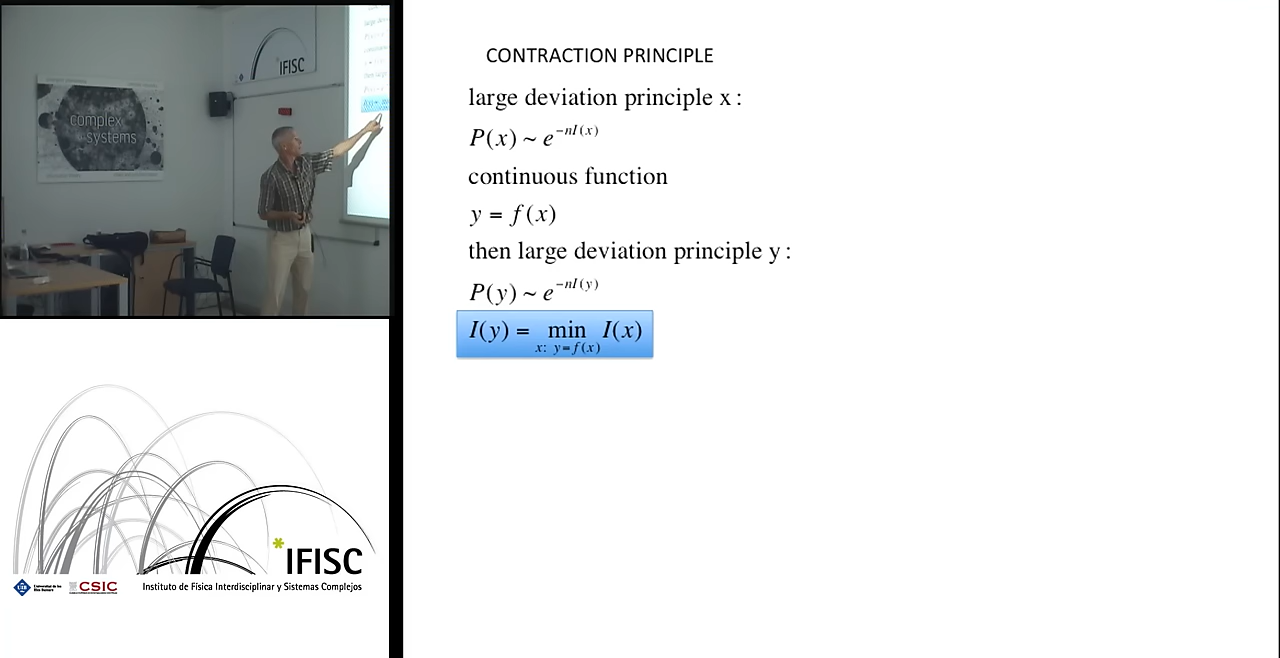 CONTRACTION PRINCIPLE
large deviation principle x :
P(x) ~ e^{-nI(x)}
continuous function
y = f(x)
then large deviation principle y :
P(y) ~ e^{-nI(y)}
I(y) = min I(x)
x: y=f(x)
IFISC
complex
systems
*IFISC
CSIC
Instituto de Física Interdisciplinar y Sistemas Complejos